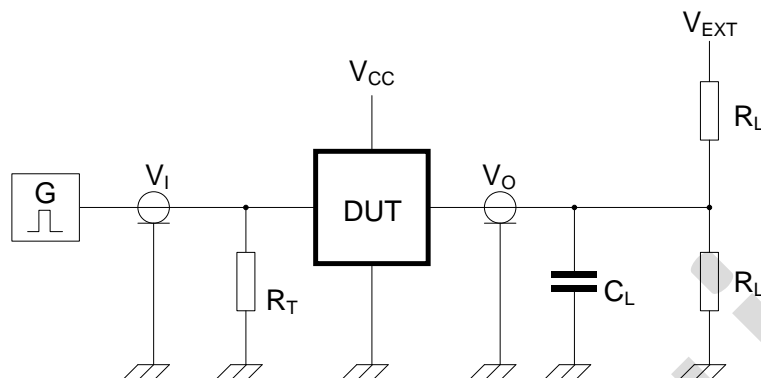 V_EXT
V_CC
R_L
G
V_I
V_O
DUT
R_T
C_L
R_L